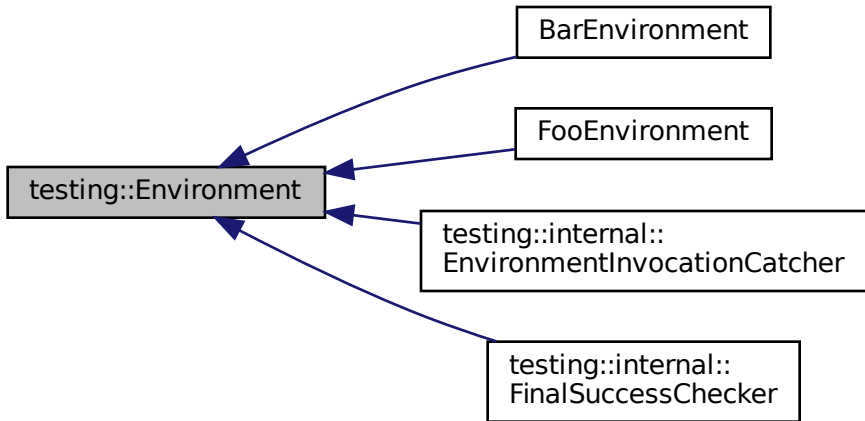 BarEnvironment
FooEnvironment
testing::Environment
testing::internal::
EnvironmentInvocationCatcher
testing::internal::
FinalSuccessChecker